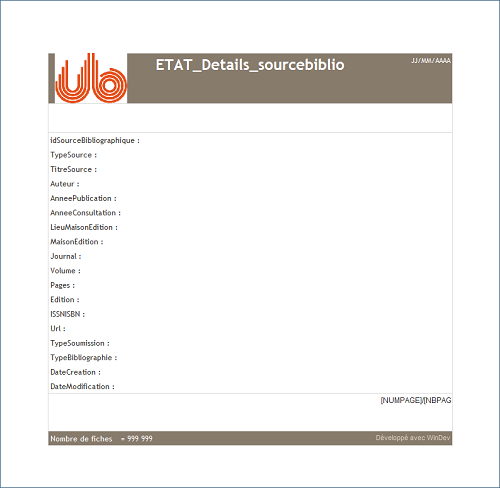 ub
ETAT_Details_sourcebiblio
JJ/MM/AAAA
idSourceBibliographique :
TypeSource :
TitreSource :
Auteur :
AnneePublication :
AnneeConsultation :
LieuMaisonEdition :
MaisonEdition :
Journal :
Volume :
Pages :
Edition :
ISSNISBN :
Url :
TypeSoumission :
TypeBibliographie :
DateCreation :
DateModification :
[NUMPAGE]/[NBPAG
Nombre de fiches = 999 999
Développé avec WinDev